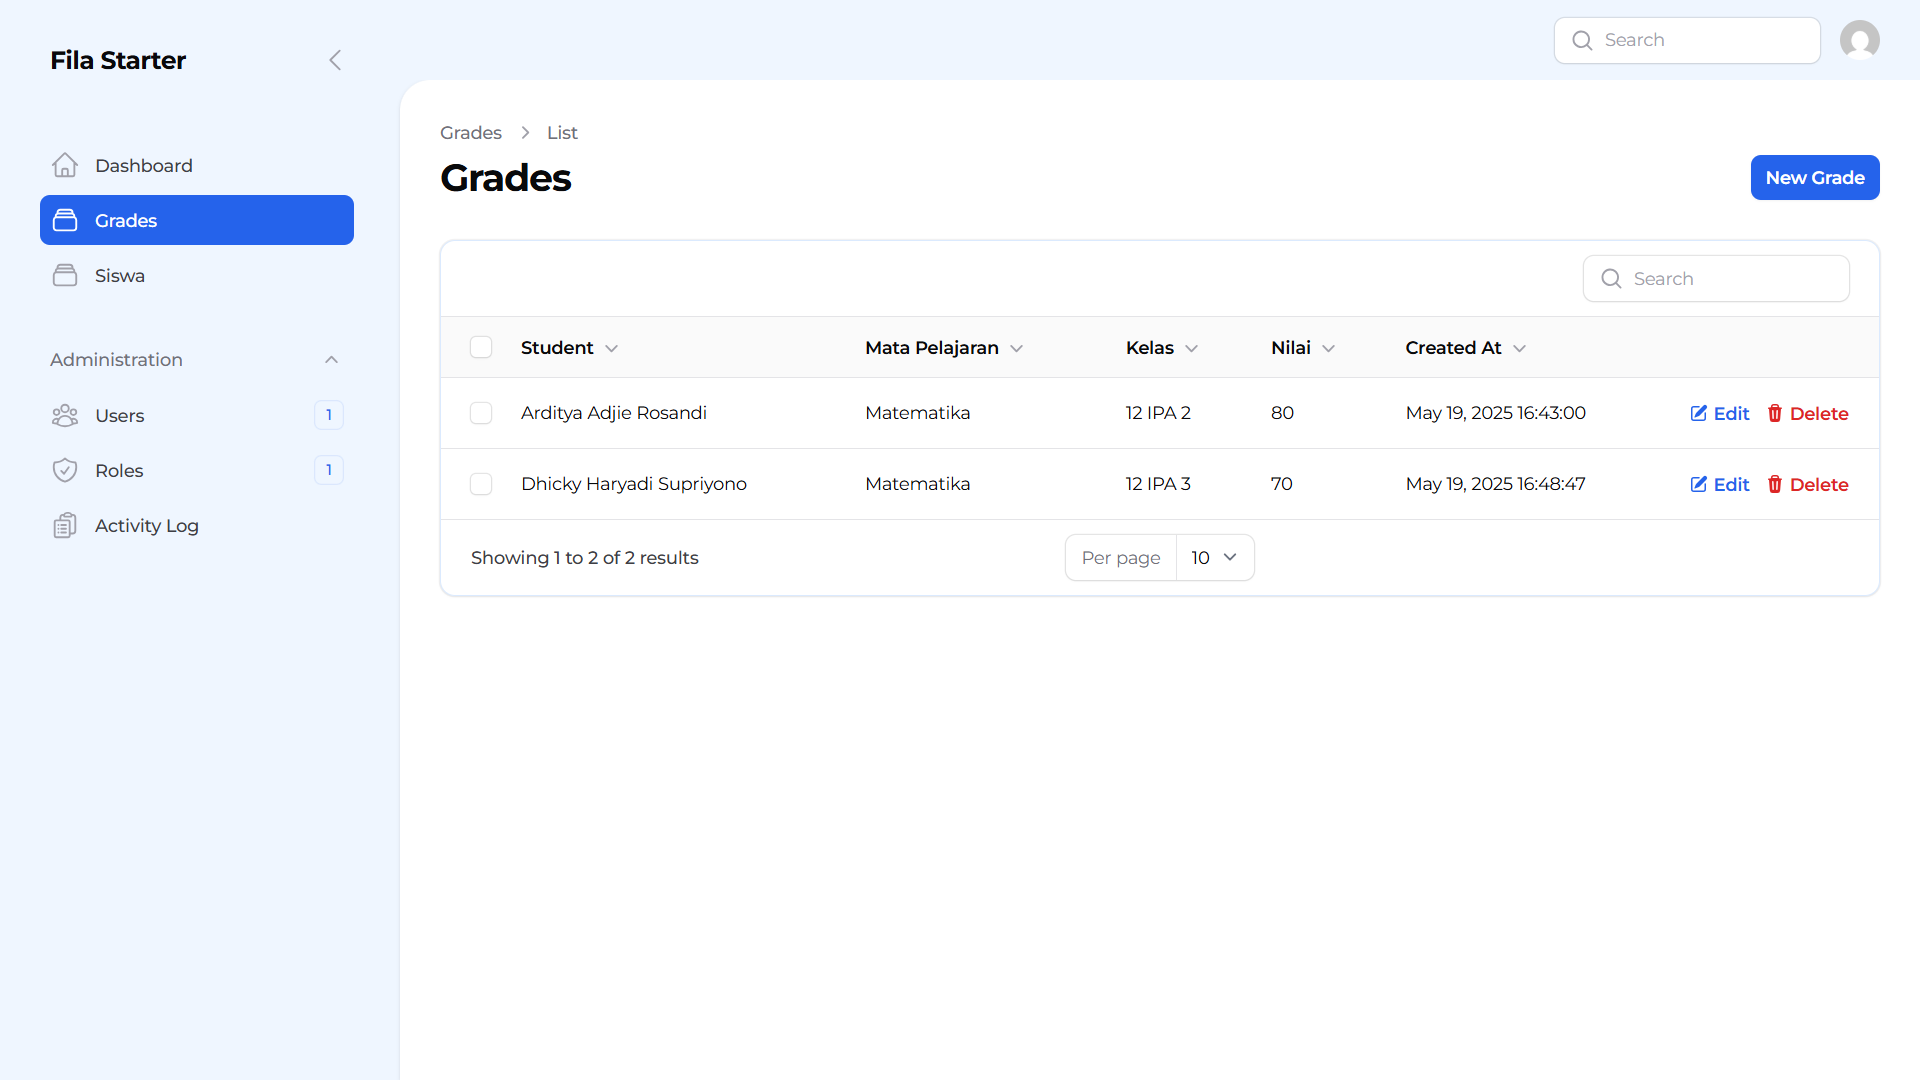 Fila Starter
Search
Dashboard
Grades
Siswa
Administration
Users 1
Roles 1
Activity Log
Grades List
Grades
New Grade
Search
Student Mata Pelajaran Kelas Nilai Created At
Arditya Adjie Rosandi Matematika 12 IPA 2 80 May 19, 2025 16:43:00 Edit Delete
Dhicky Haryadi Supriyono Matematika 12 IPA 3 70 May 19, 2025 16:48:47 Edit Delete
Showing 1 to 2 of 2 results Per page 10